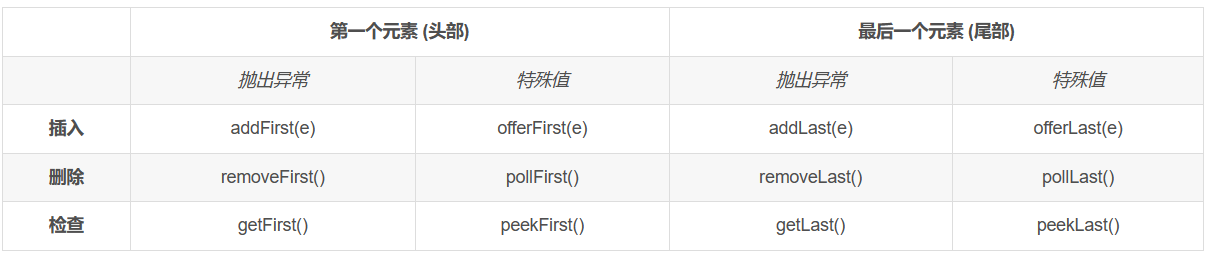 第一个元素 (头部) 最后一个元素 (尾部)
抛出异常 特殊值 抛出异常 特殊值
插入 addFirst(e) offerFirst(e) addLast(e) offerLast(e)
删除 removeFirst() pollFirst() removeLast() pollLast()
检查 getFirst() peekFirst() getLast() peekLast()